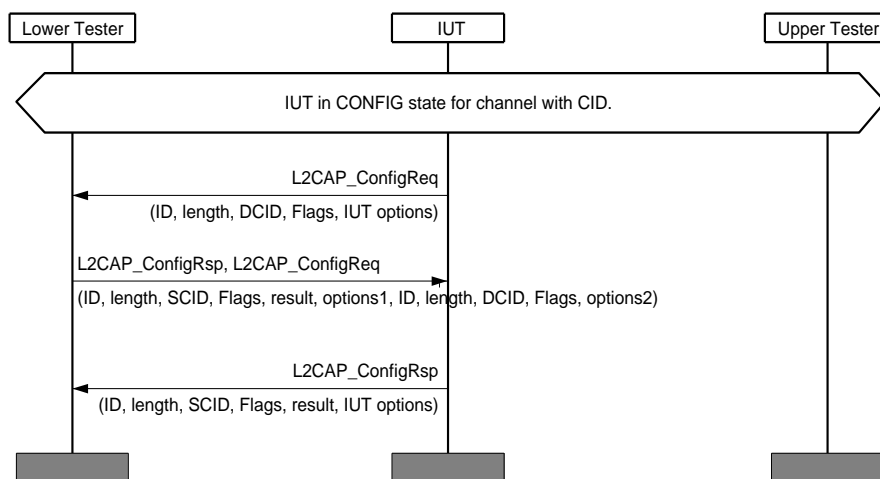 Lower Tester
IUT
Upper Tester
IUT in CONFIG state for channel with CID.
L2CAP_ConfigReq
(ID, length, DCID, Flags, IUT options)
L2CAP_ConfigRsp, L2CAP_ConfigReq
(ID, length, SCID, Flags, result, options1, ID, length, DCID, Flags, options2)
L2CAP_ConfigRsp
(ID, length, SCID, Flags, result, IUT options)